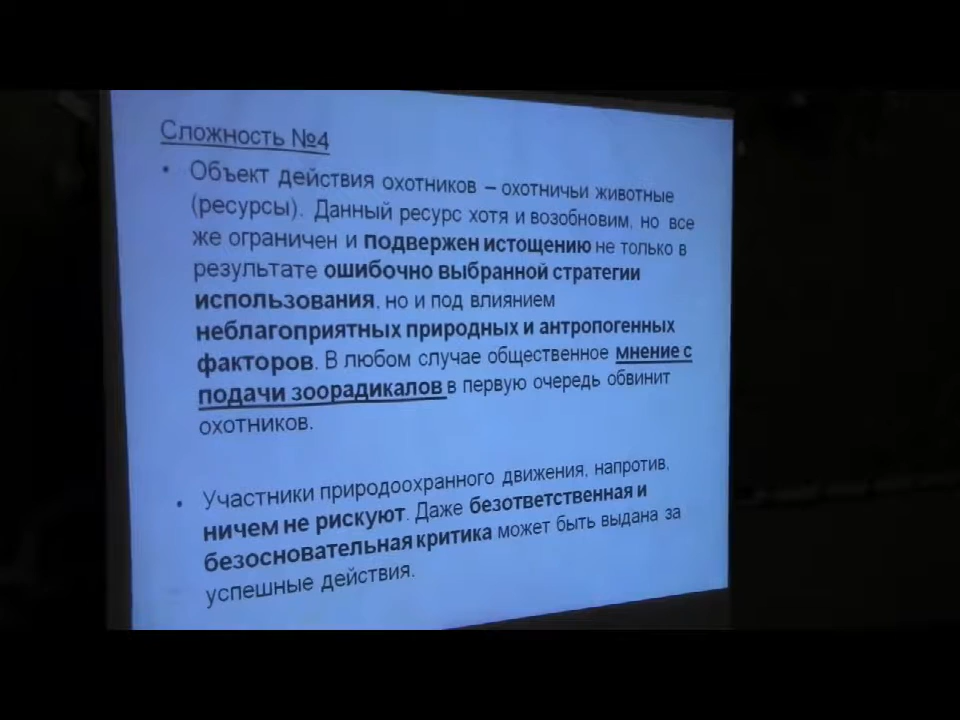 Сложность №4
• Объект действия охотников – охотничьи животные
(ресурсы). Данный ресурс хотя и возобновим, но все
же ограничен и подвержен истощению не только в
результате ошибочно выбранной стратегии
использования, но и под влиянием
неблагоприятных природных и антропогенных
факторов. В любом случае общественное мнение с
подачи зоорадикалов в первую очередь обвинит
охотников.
• Участники природоохранного движения, напротив,
ничем не рискуют. Даже безответственная и
безосновательная критика может быть выдана за
успешные действия.